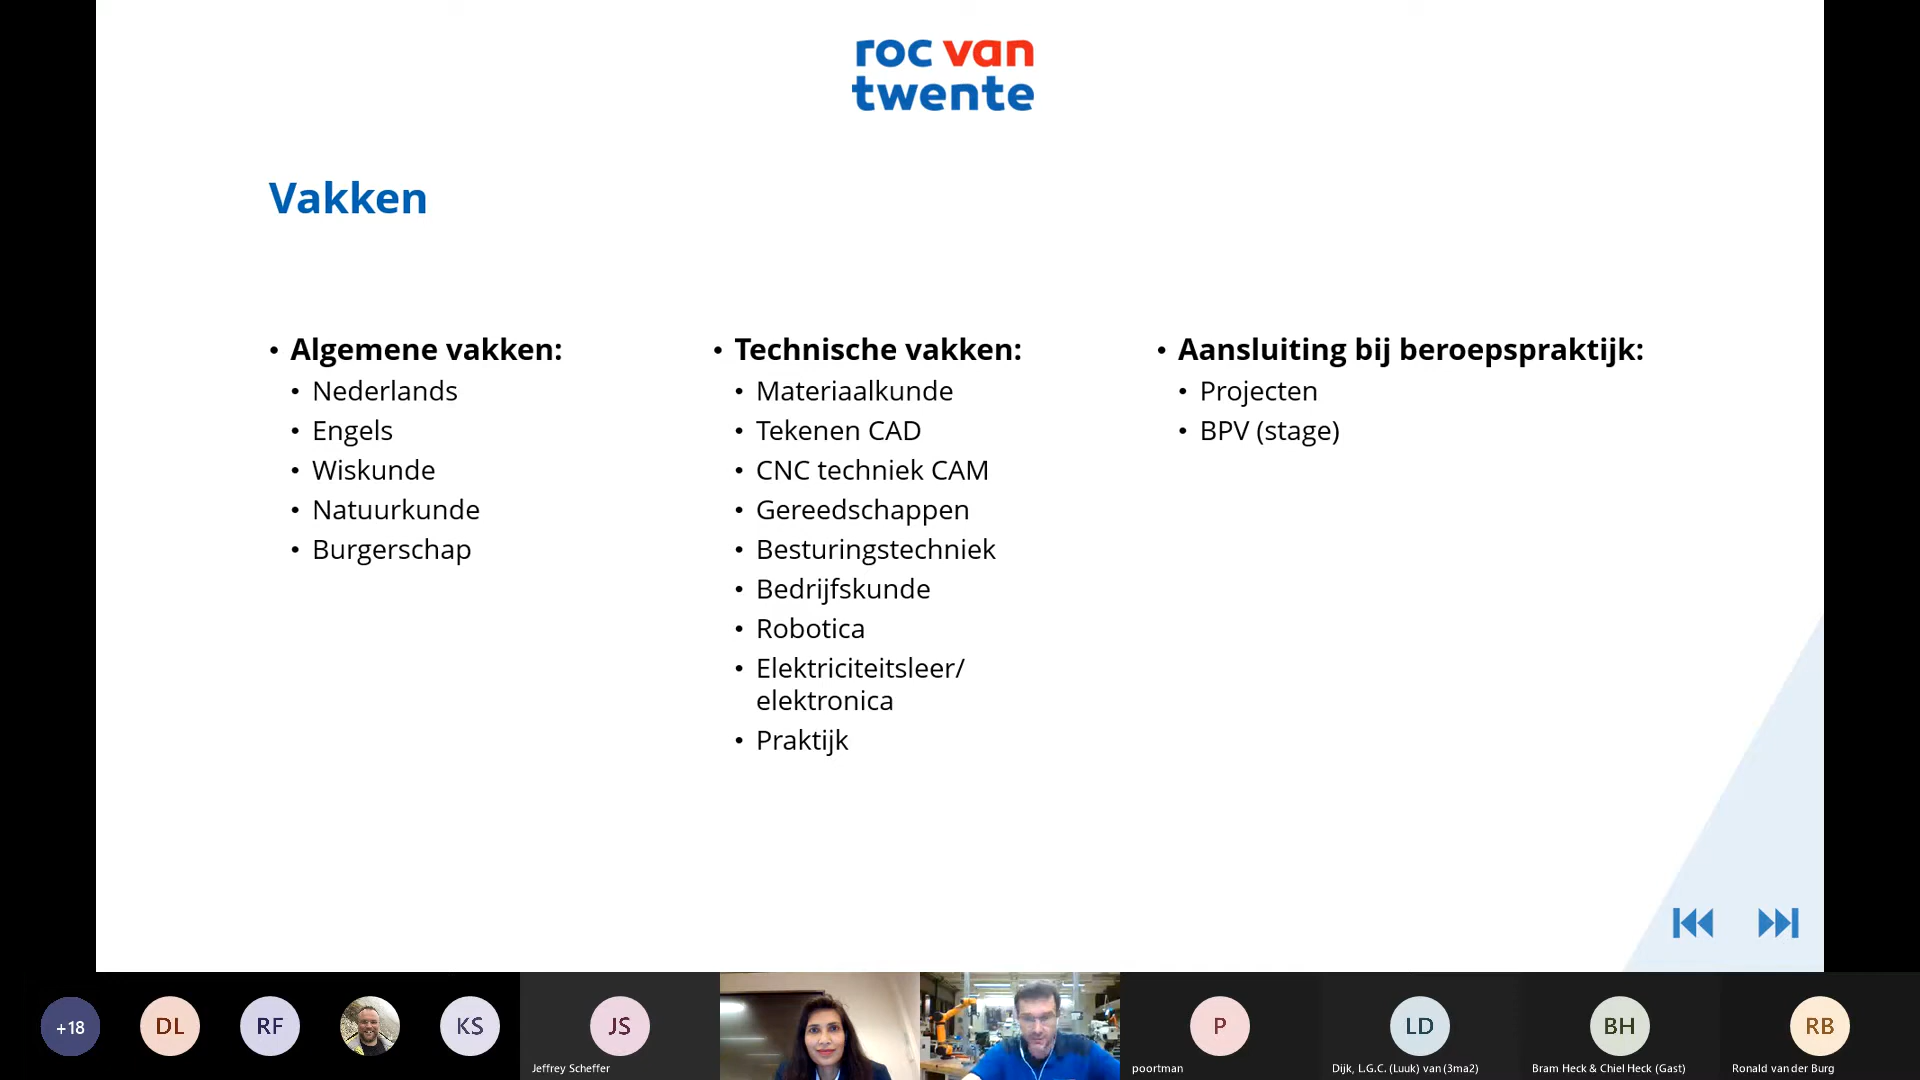 roc van
twente
Vakken
• Algemene vakken:
• Nederlands
• Engels
• Wiskunde
• Natuurkunde
• Burgerschap
• Technische vakken:
• Materiaalkunde
• Tekenen CAD
• CNC techniek CAM
• Gereedschappen
• Besturingstechniek
• Bedrijfskunde
• Robotica
• Elektriciteitsleer/
elektronica
• Praktijk
• Aansluiting bij beroepspraktijk:
• Projecten
• BPV (stage)
+18
DL
RF
KS
JS
Jeffrey Scheffer
P
poortman
LD
Dijk, L.G.C. (Luuk) van (3ma2)
BH
Bram Heck & Chiel Heck (Gast)
RB
Ronald van der Burg